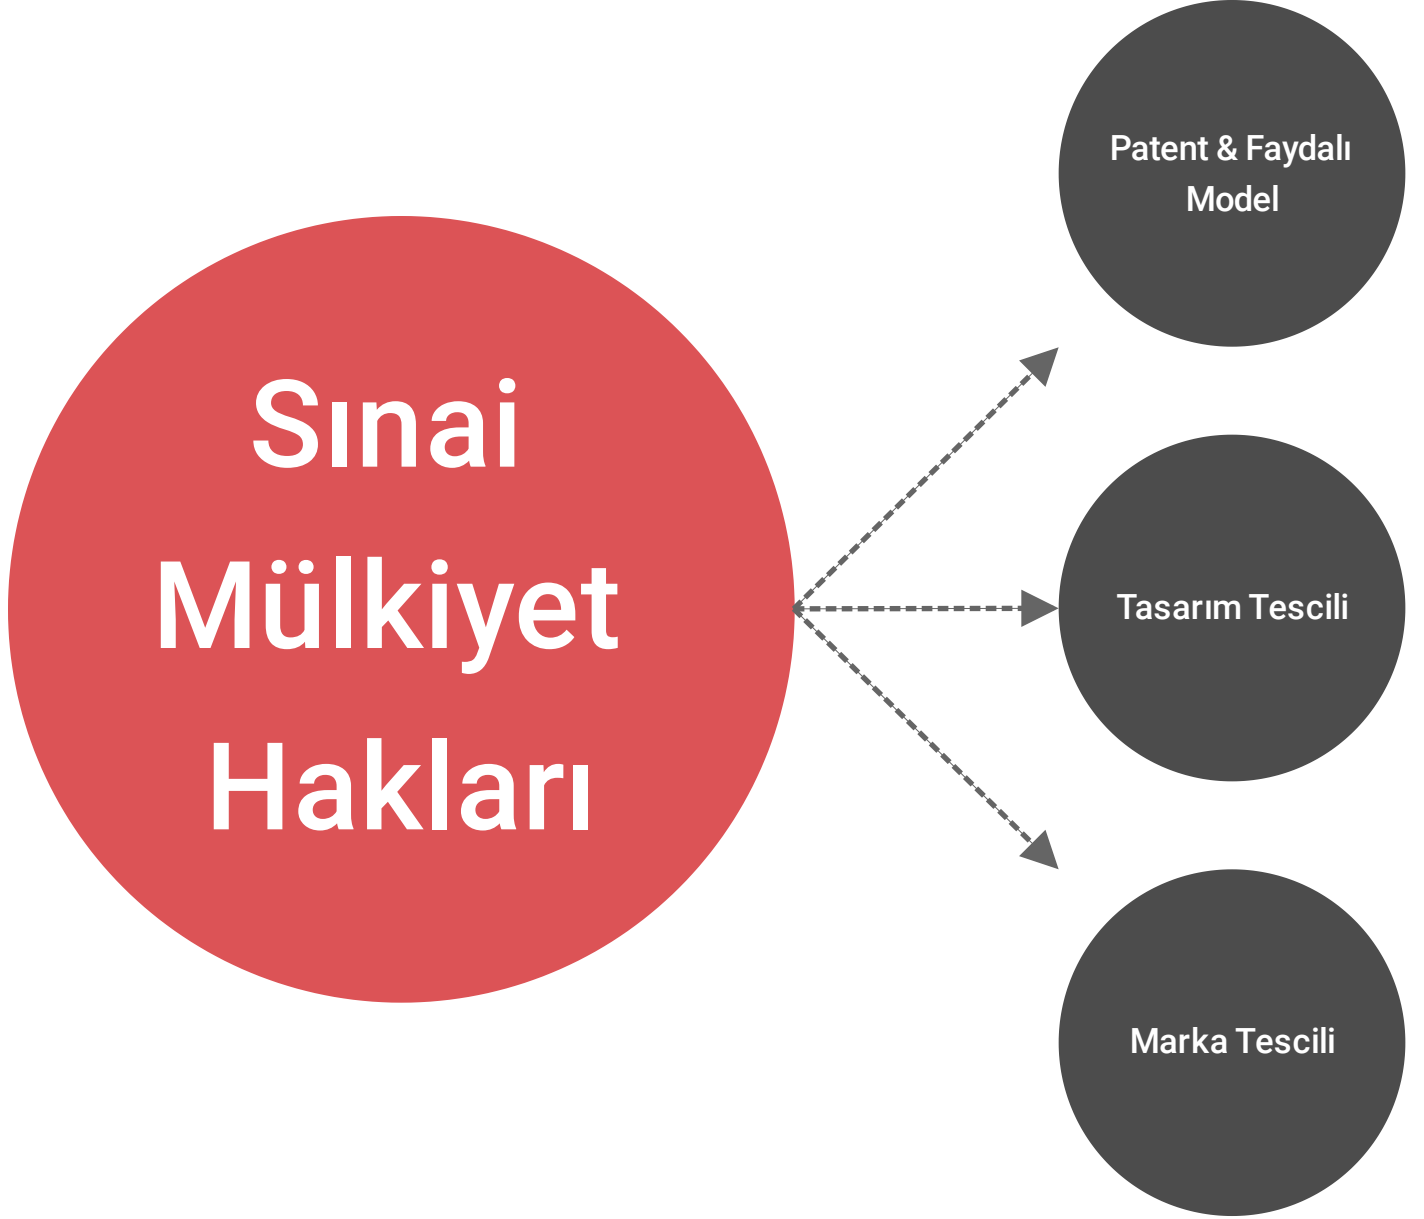 Sınai
Mülkiyet
Hakları
Patent & Faydalı
Model
Tasarım Tescili
Marka Tescili